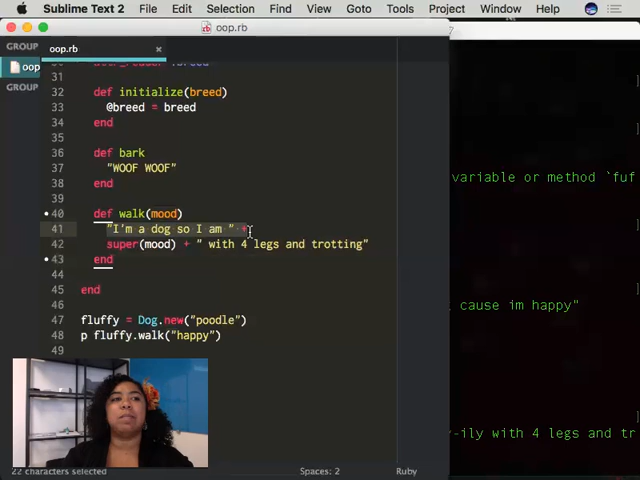 Sublime Text 2 File Edit Selection Find View Goto Tools Project Window Help
oop.rb
GROUP
oop.rb
oop
GROUP
31
32 def initialize(breed)
33 @breed = breed
34 end
35
36 def bark
37 "WOOF WOOF"
38 end
39
40 def walk(mood)
41 "I'm a dog so I am " +
42 super(mood) + " with 4 legs and trotting"
43 end
44
45 end
46
47 fluffy = Dog.new("poodle")
48 p fluffy.walk("happy")
49
22 characters selected
Spaces: 2
Ruby
]
]
variable or method `fuf
]
, cause im happy"
]
y-ily with 4 legs and tr
]